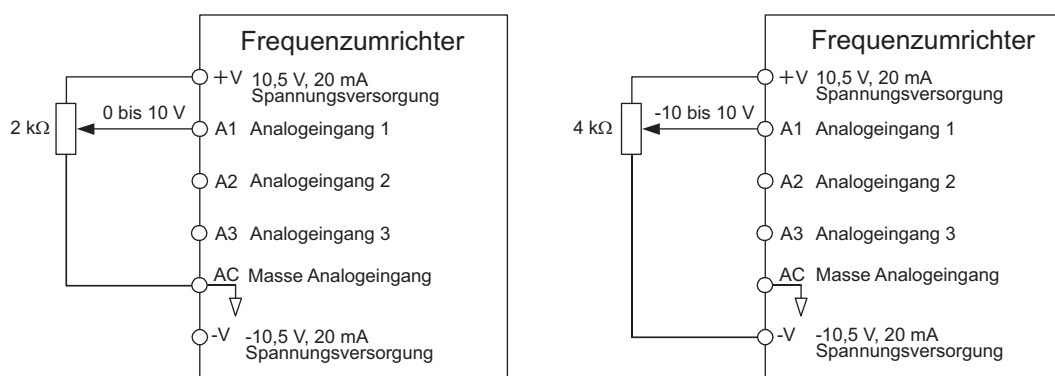 Frequenzumrichter
+V 10,5 V, 20 mA
Spannungsversorgung
2 kΩ
0 bis 10 V
A1 Analogeingang 1
A2 Analogeingang 2
A3 Analogeingang 3
AC Masse Analogeingang
-V -10,5 V, 20 mA
Spannungsversorgung
Frequenzumrichter
+V 10,5 V, 20 mA
Spannungsversorgung
4 kΩ
-10 bis 10 V
A1 Analogeingang 1
A2 Analogeingang 2
A3 Analogeingang 3
AC Masse Analogeingang
-V -10,5 V, 20 mA
Spannungsversorgung